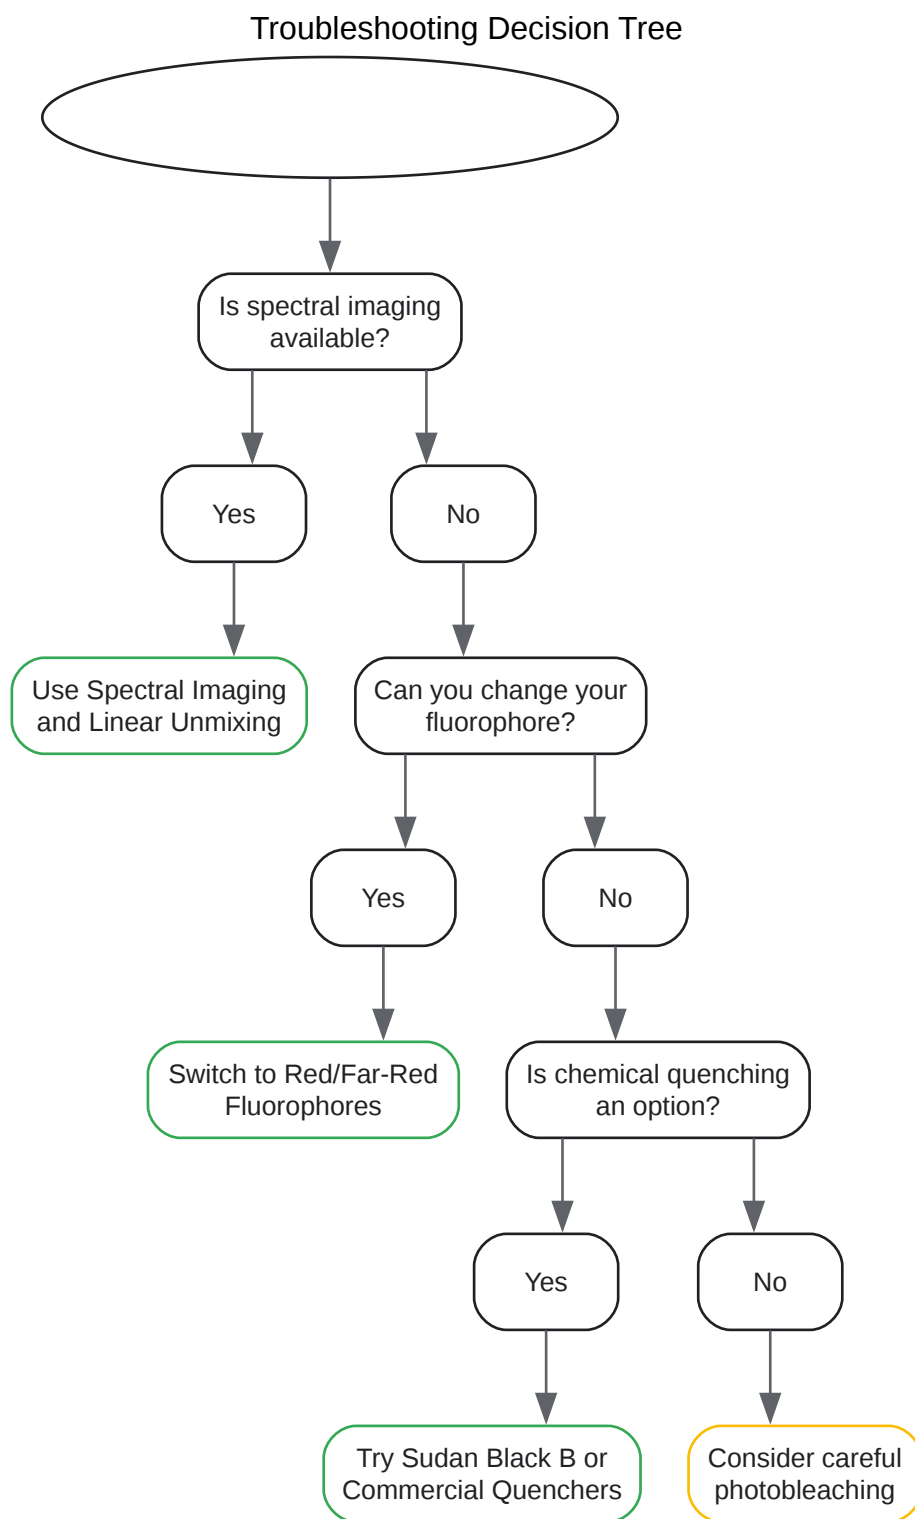 Troubleshooting Decision Tree
Is spectral imaging
available?
Yes
No
Use Spectral Imaging
and Linear Unmixing
Can you change your
fluorophore?
Yes
No
Switch to Red/Far-Red
Fluorophores
Is chemical quenching
an option?
Yes
No
Try Sudan Black B or
Commercial Quenchers
Consider careful
photobleaching